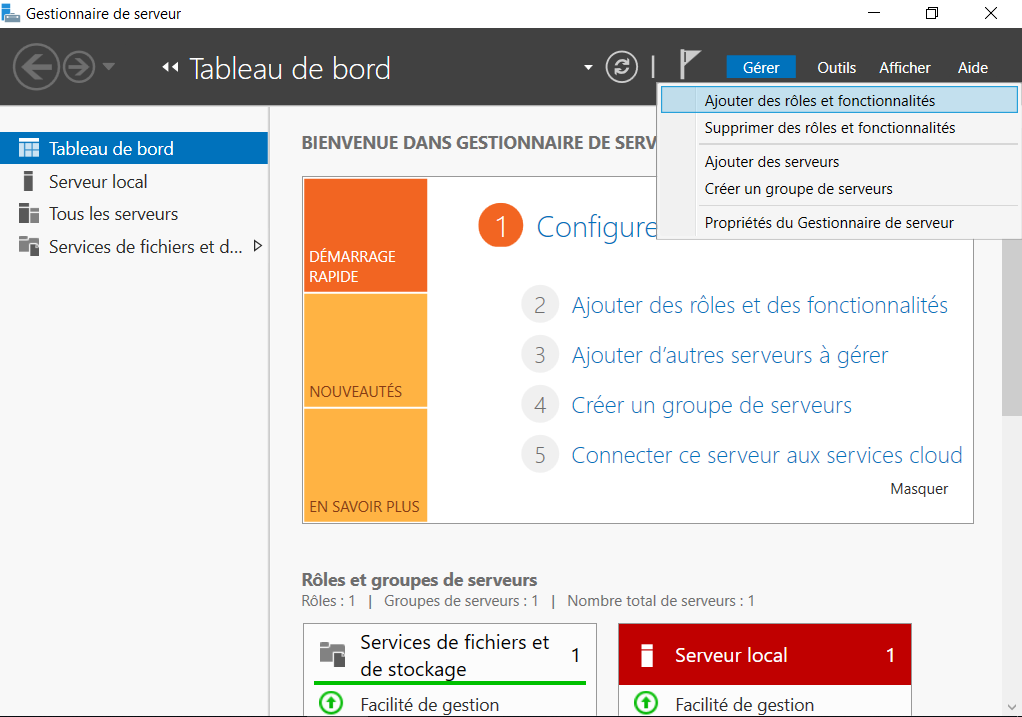 Gestionnaire de serveur
Tableau de bord
Gérer
Outils
Afficher
Aide
Ajouter des rôles et fonctionnalités
Supprimer des rôles et fonctionnalités
Ajouter des serveurs
Créer un groupe de serveurs
Propriétés du Gestionnaire de serveur
Tableau de bord
Serveur local
Tous les serveurs
Services de fichiers et d...
BIENVENUE DANS GESTIONNAIRE DE SERV
DÉMARRAGE
RAPIDE
NOUVEAUTÉS
EN SAVOIR PLUS
1 Configure
2 Ajouter des rôles et des fonctionnalités
3 Ajouter d’autres serveurs à gérer
4 Créer un groupe de serveurs
5 Connecter ce serveur aux services cloud
Masquer
Rôles et groupes de serveurs
Rôles : 1 | Groupes de serveurs : 1 | Nombre total de serveurs : 1
Services de fichiers et
de stockage
1
Facilité de gestion
Serveur local 1
Facilité de gestion